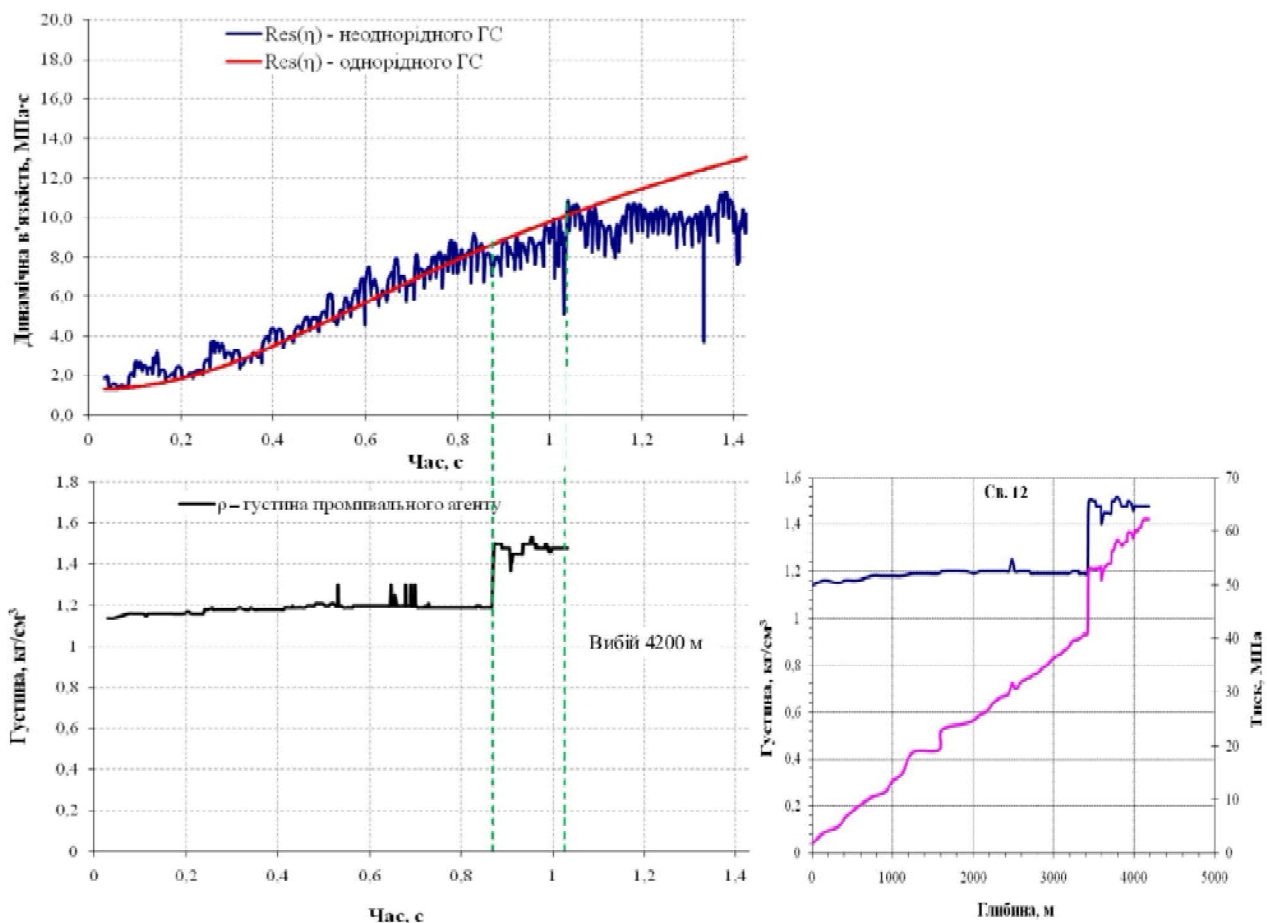 20,0
18,0
16,0
14,0
12,0
10,0
8,0
6,0
4,0
2,0
0,0
Динамічна в'язкість, МПа·с
Res(η) - неоднорідного ГС
Res(η) - однорідного ГС
0 0,2 0,4 0,6 0,8 1 1,2 1,4
Час, с
1.8
1.6
1.4
1.2
1
0.8
0.6
0.4
0.2
0
Густина, кг/см³
ρ – густина промивального агенту
Вибій 4200 м
0 0,2 0,4 0,6 0,8 1 1,2 1,4
Час, с
Св. 12
1.6
1.4
1.2
1
0.8
0.6
0.4
0.2
0
Густина, кг/см³
70
60
50
40
30
20
10
0
Тиск, МПа
0 1000 2000 3000 4000 5000
Глибина, м